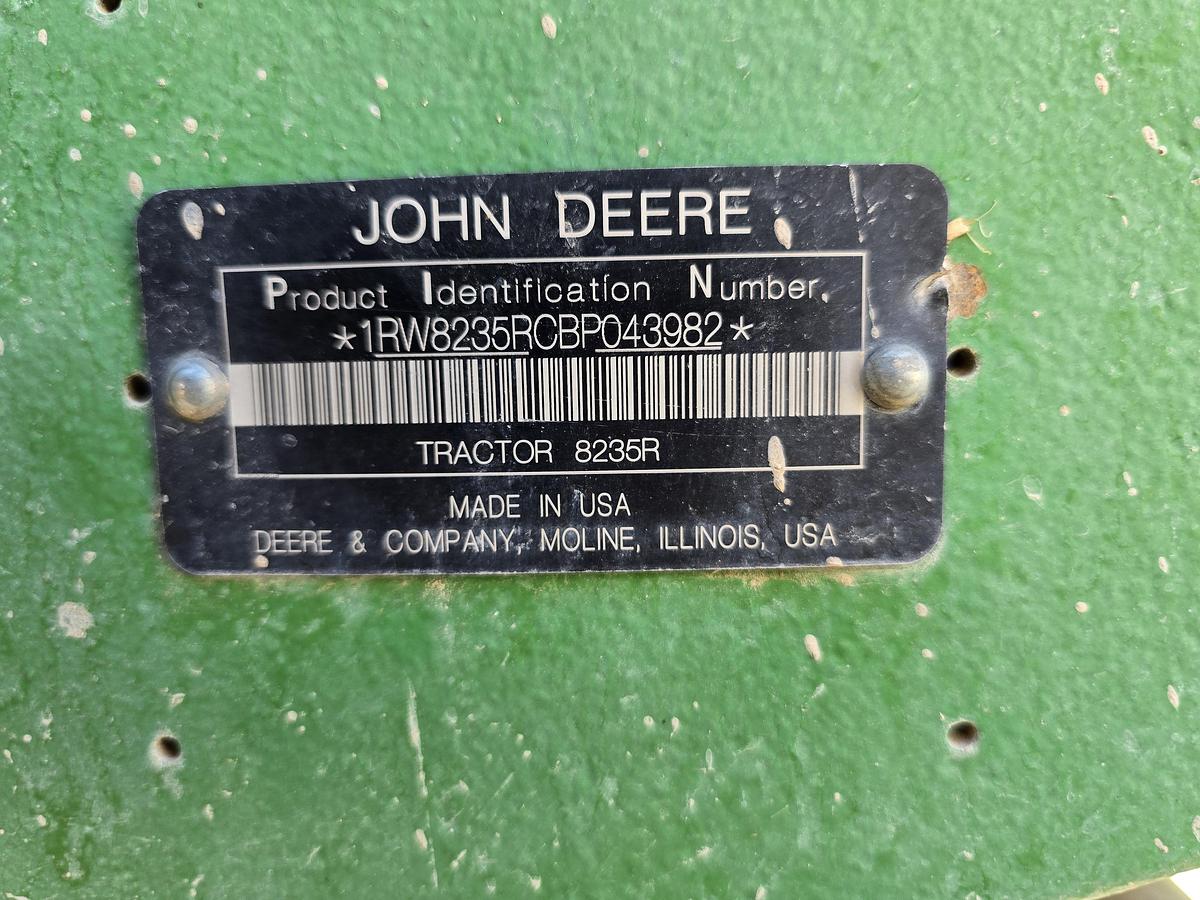 JOHN DEERE
Product Identification Number.
*1RW8235RCBP043982*
TRACTOR 8235R
MADE IN USA
DEERE & COMPANY, MOLINE, ILLINOIS, USA